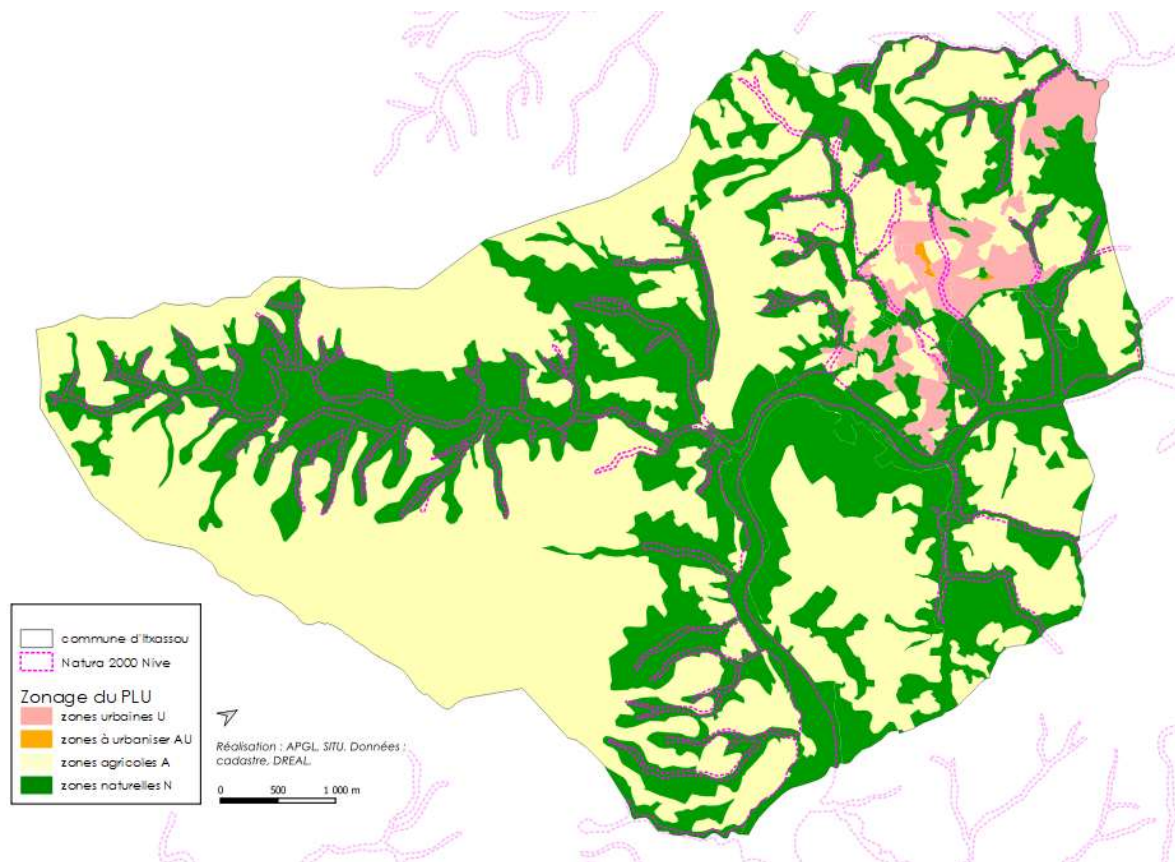 commune d'Itxassou
Natura 2000 Nive
Zonage du PLU
zones urbaines U
zones à urbaniser AU
zones agricoles A
zones naturelles N
Réalisation : APGL, SITU. Données :
cadastre, DREAL.
0 500 1 000 m